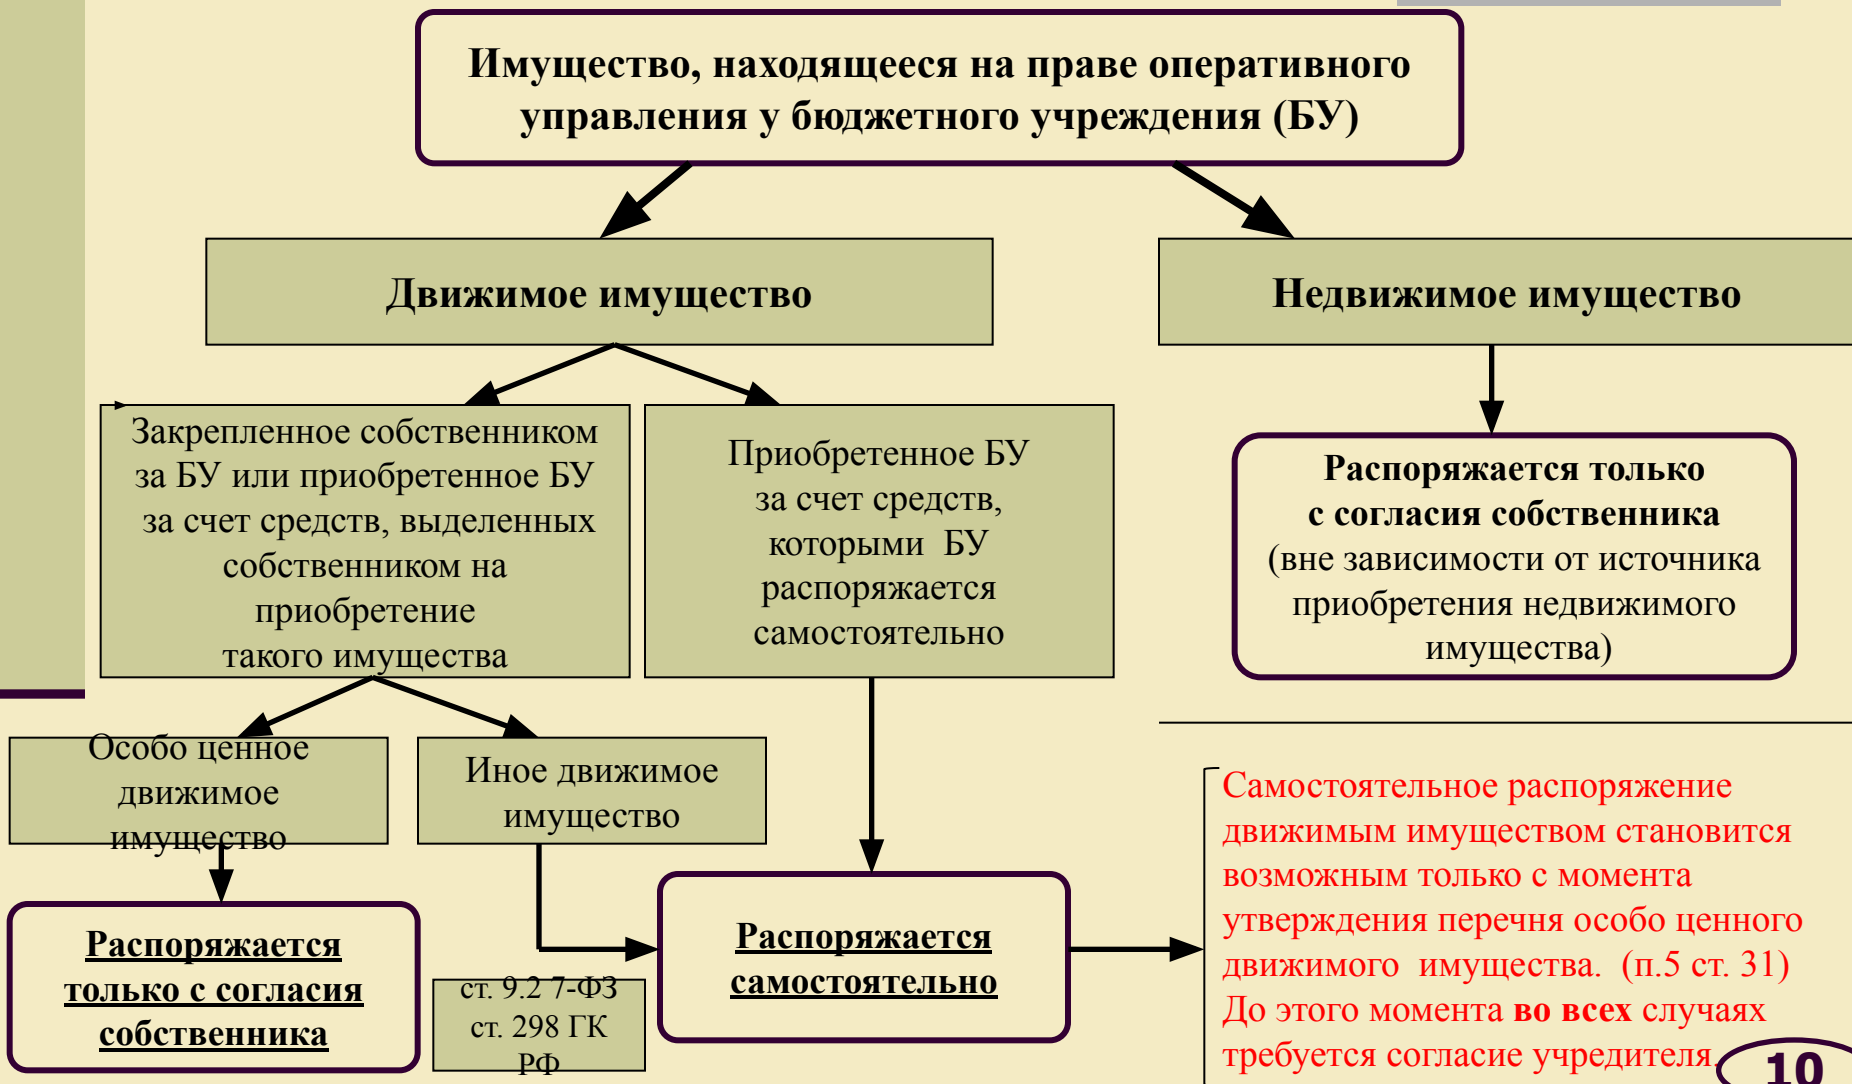 Имущество, находящееся на праве оперативного
управления у бюджетного учреждения (БУ)
Движимое имущество
Недвижимое имущество
Закрепленное собственником
за БУ или приобретенное БУ
за счет средств, выделенных
собственником на
приобретение
такого имущества
Приобретенное БУ
за счет средств,
которыми БУ
распоряжается
самостоятельно
Распоряжается только
с согласия собственника
(вне зависимости от источника
приобретения недвижимого
имущества)
Особо ценное
движимое
имущество
Иное движимое
имущество
Распоряжается
только с согласия
собственника
ст. 9.2 7-ФЗ
ст. 298 ГК
РФ
Распоряжается
самостоятельно
Самостоятельное распоряжение
движимым имуществом становится
возможным только с момента
утверждения перечня особо ценного
движимого имущества. (п.5 ст. 31)
До этого момента во всех случаях
требуется согласие учредителя.
10